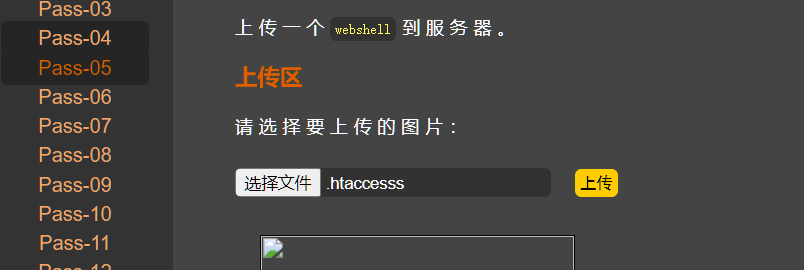 Pass-03
Pass-04
Pass-05
Pass-06
Pass-07
Pass-08
Pass-09
Pass-10
Pass-11
上传一个 webshell 到服务器。
上传区
请选择要上传的图片：
选择文件 .htaccesss
上传